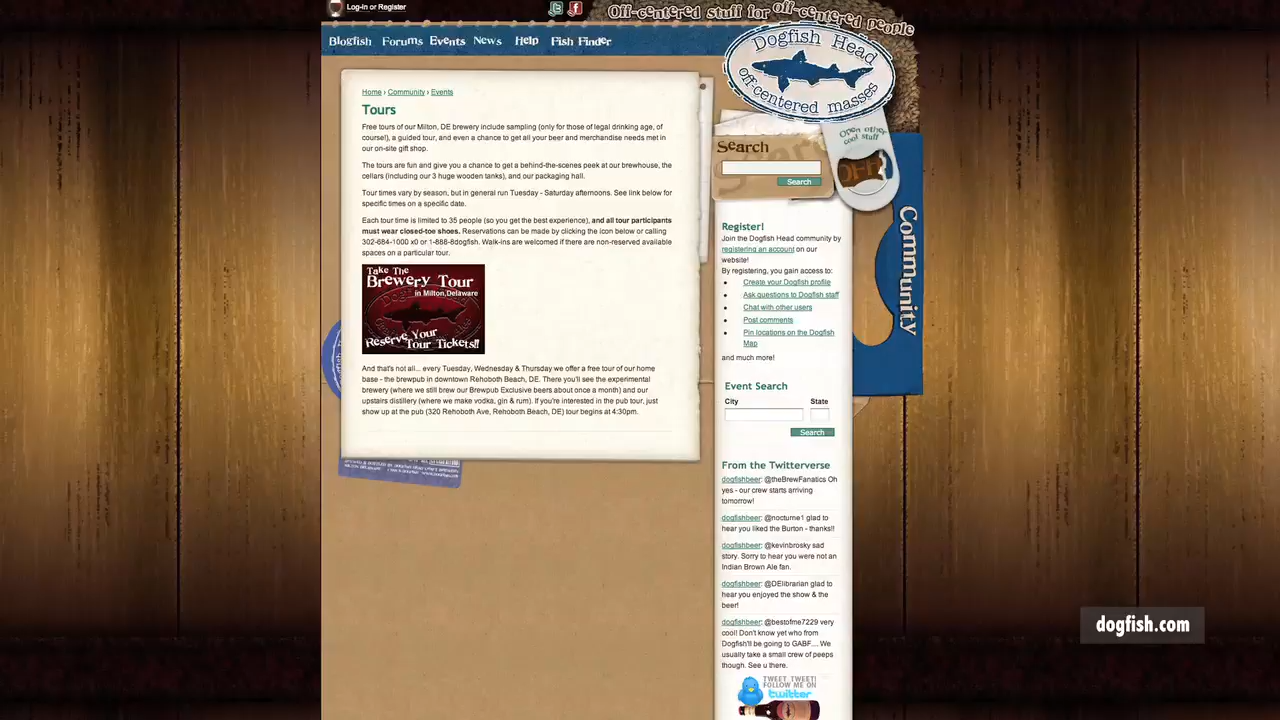 Log-in or Register
Off-centered stuff for off-centered people
Blogfish Forums Events News Help Fish Finder
Dogfish Head
off-centered masses
Home › Community › Events
Tours
Free tours of our Milton, DE brewery include sampling (only for those of legal drinking age, of
course!), a guided tour, and even a chance to get all your beer and merchandise needs met in
our on-site gift shop.
The tours are fun and give you a chance to get a behind-the-scenes peek at our brewhouse, the
cellars (including our 3 huge wooden tanks), and our packaging hall.
Tour times vary by season, but in general run Tuesday - Saturday afternoons. See link below for
specific times on a specific date.
Each tour time is limited to 35 people (so you get the best experience), and all tour participants
must wear closed-toe shoes. Reservations can be made by clicking the icon below or calling
302-684-1000 x0 or 1-888-8dogfish. Walk-ins are welcomed if there are non-reserved available
spaces on a particular tour.
Take The
Brewery Tour
in Milton,Delaware
Reserve Your
Tour Tickets!!
And that's not all... every Tuesday, Wednesday & Thursday we offer a free tour of our home
base - the brewpub in downtown Rehoboth Beach, DE. There you'll see the experimental
brewery (where we still brew our Brewpub Exclusive beers about once a month) and our
upstairs distillery (where we make vodka, gin & rum). If you're interested in the pub tour, just
show up at the pub (320 Rehoboth Ave, Rehoboth Beach, DE) tour begins at 4:30pm.
Open other
cool stuff
OFF
Search
Search
Community
Register!
Join the Dogfish Head community by
registering an account on our
website!
By registering, you gain access to:
Create your Dogfish profile
Ask questions to Dogfish staff
Chat with other users
Post comments
Pin locations on the Dogfish
Map
and much more!
Event Search
City State
Search
From the Twitterverse
dogfishbeer: @theBrewFanatics Oh
yes - our crew starts arriving
tomorrow!
dogfishbeer: @nocturne1 glad to
hear you liked the Burton - thanks!!
dogfishbeer: @kevinbrosky sad
story. Sorry to hear you were not an
Indian Brown Ale fan.
dogfishbeer: @DElibrarian glad to
hear you enjoyed the show & the
beer!
dogfishbeer: @bestofme7229 very
cool! Don't know yet who from
Dogfish'll be going to GABF.... We
usually take a small crew of peeps
though. See u there.
TWEET, TWEET!
FOLLOW ME ON
twitter
dogfish.com